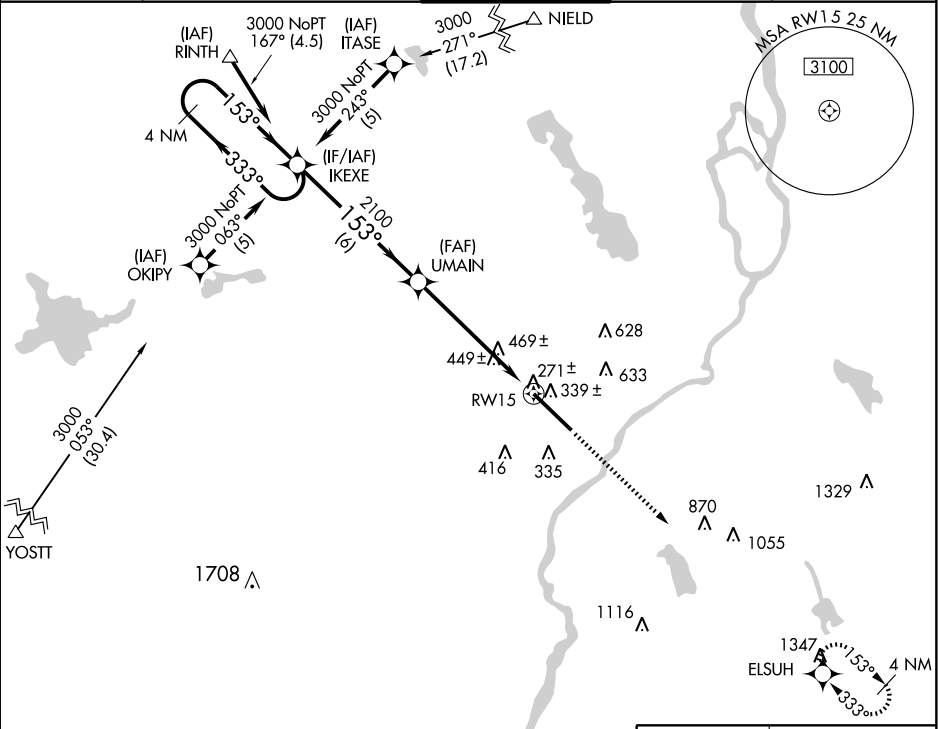 (IAF)
RINTH
3000 NoPT
167° (4.5)
(IAF)
ITASE
3000
271°
(17.2)
NIELD
MSA RW15 25 NM
3100
153°
4 NM
333°
3000 NoPT
243°
(5)
(IF/IAF)
IKEXE
3000 NoPT
063°
(5)
(IAF)
OKIPY
2100
153°
(6)
(FAF)
UMAIN
469±
449±
628
271±
633
339±
RW15
3000
053°
(30.4)
YOSTT
416
335
1329
870
1055
1708
1116
1347
ELSUH
153°
4 NM
333°